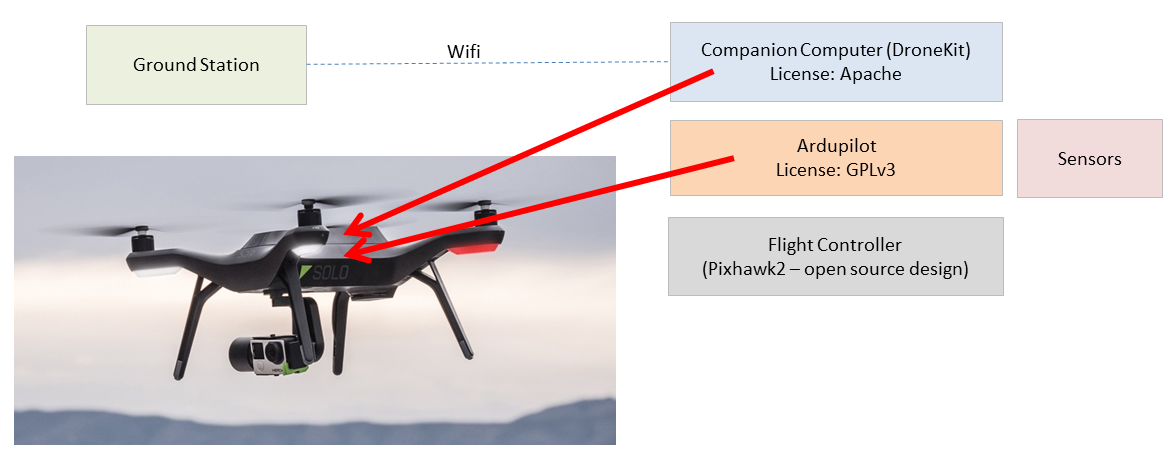 Ground Station
Wifi
Companion Computer (DroneKit)
License: Apache
Ardupilot
License: GPLv3
Sensors
Flight Controller
(Pixhawk2 – open source design)
SOLO